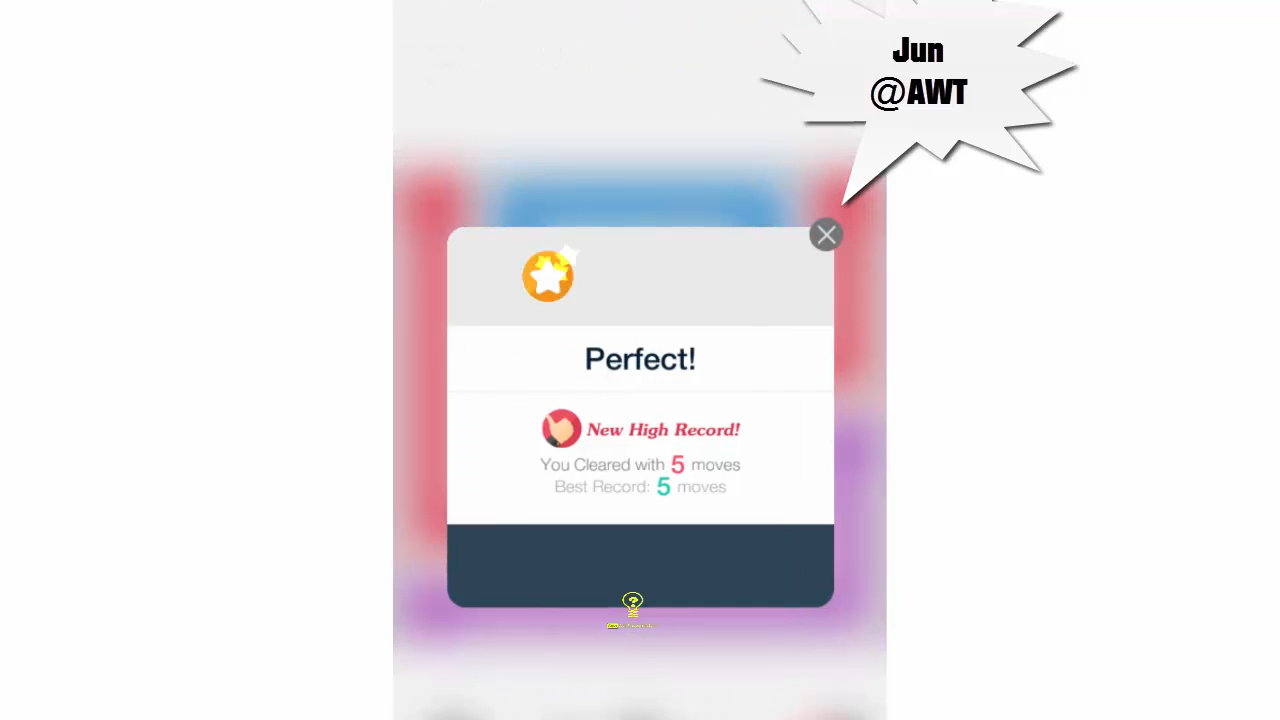 Jun
@AWT
Perfect!
New High Record!
You Cleared with 5 moves
Best Record: 5 moves